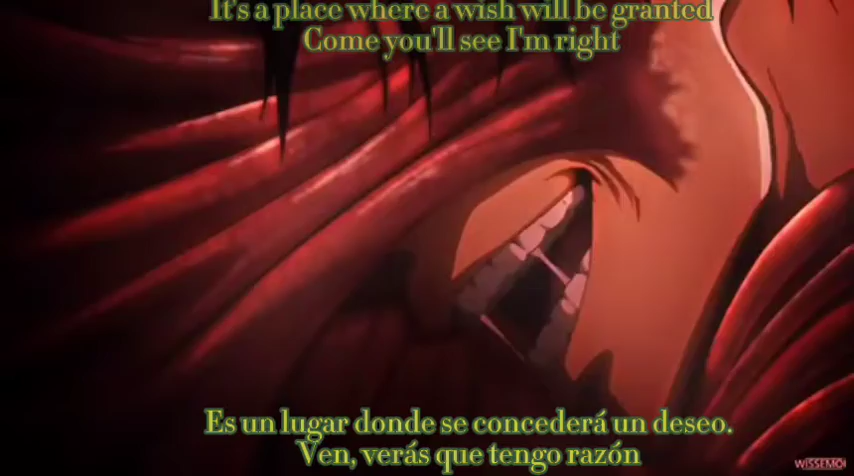 It's a place where a wish will be granted
Come you'll see I'm right
Es un lugar donde se concederá un deseo.
Ven, verás que tengo razón
WISSEMO!